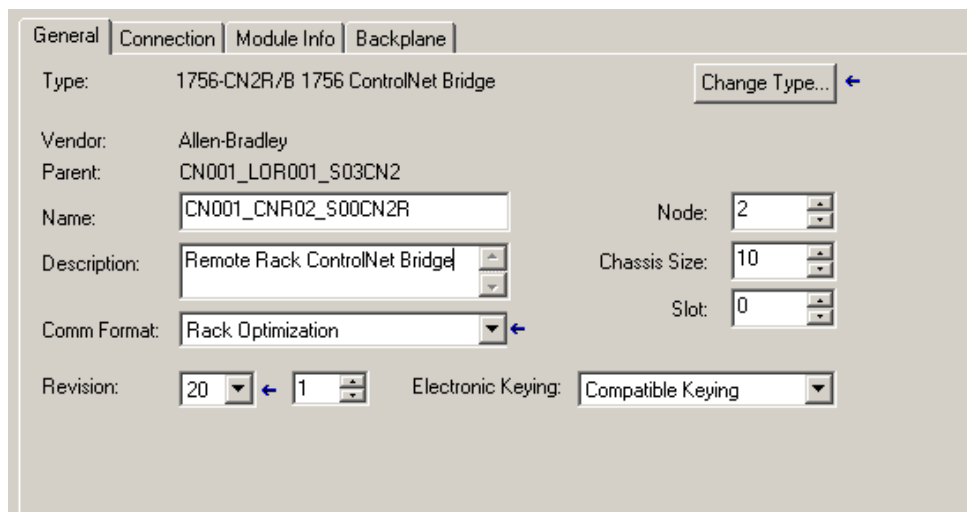 General Connection Module Info Backplane
Type: 1756-CN2R/B 1756 ControlNet Bridge Change Type...
Vendor: Allen-Bradley
Parent: CN001_LOR001_S03CN2
Name: CN001_CNR02_S00CN2R Node: 2
Description: Remote Rack ControlNet Bridge Chassis Size: 10
Slot: 0
Comm Format: Rack Optimization
Revision: 20 1 Electronic Keying: Compatible Keying